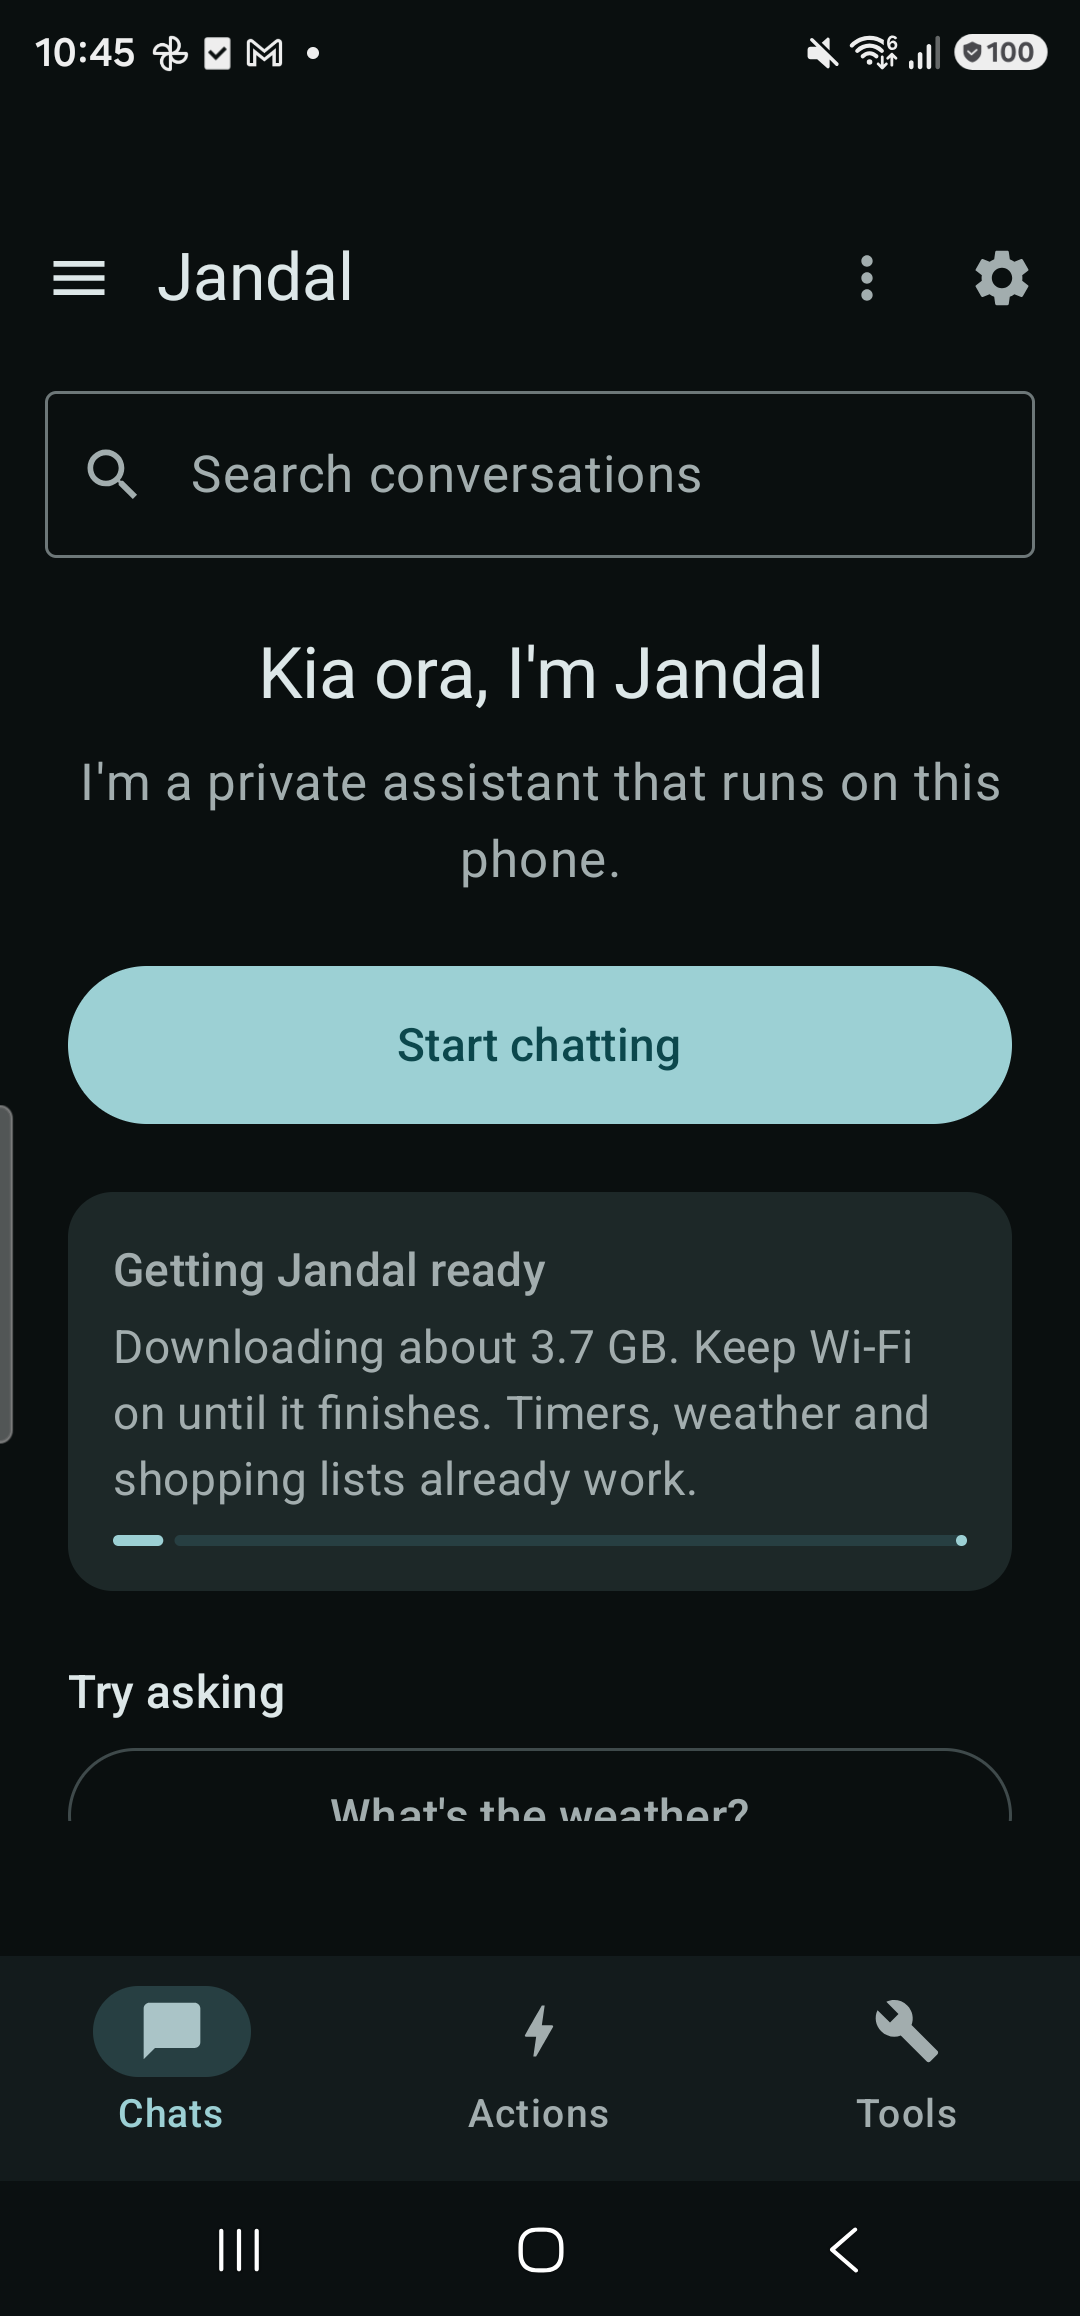 10:45
6
100
Jandal
Search conversations
Kia ora, I'm Jandal
I'm a private assistant that runs on this
phone.
Start chatting
Getting Jandal ready
Downloading about 3.7 GB. Keep Wi-Fi
on until it finishes. Timers, weather and
shopping lists already work.
Try asking
What's the weather?
Chats
Actions
Tools